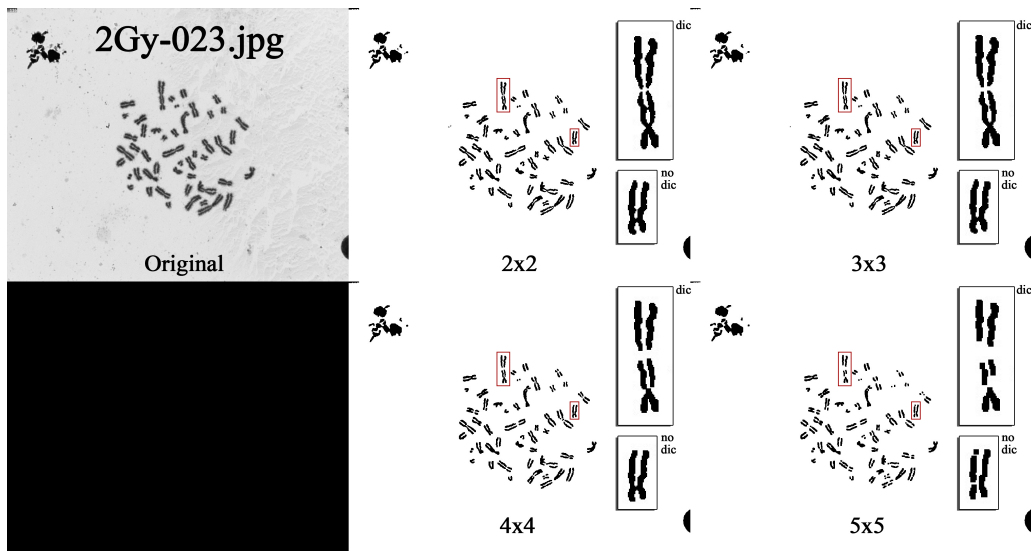 2Gy-023.jpg
Original
dic
no
dic
2x2
dic
no
dic
3x3
dic
no
dic
4x4
dic
no
dic
5x5